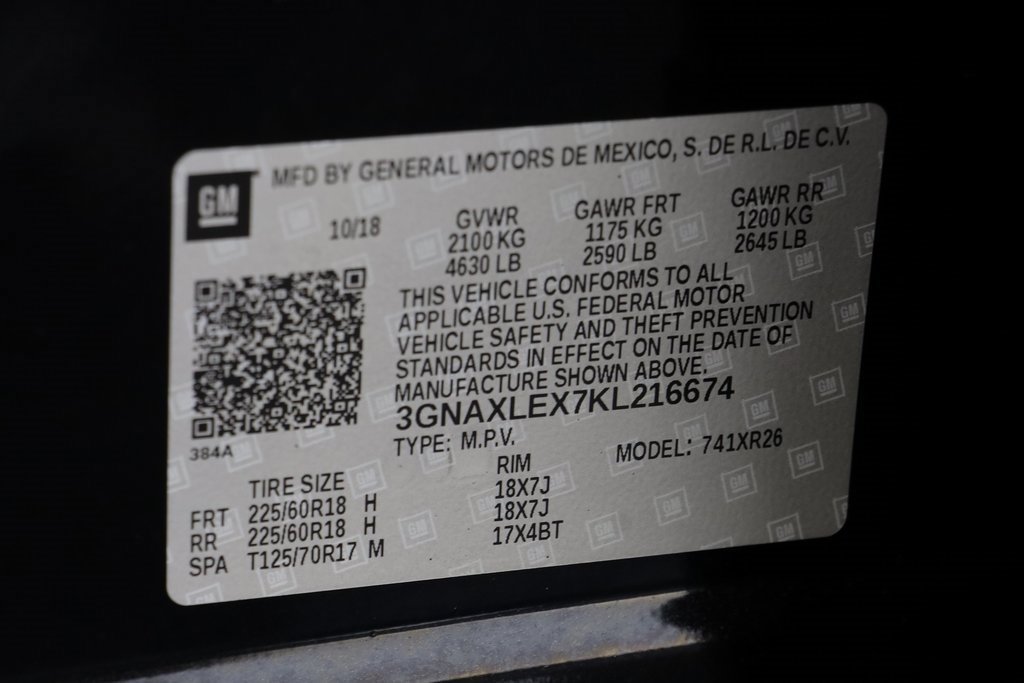 GM
MFD BY GENERAL MOTORS DE MEXICO, S. DE R.L. DE C.V.
10/18
GVWR GAWR FRT GAWR RR
2100 KG 1175 KG 1200 KG
4630 LB 2590 LB 2645 LB
THIS VEHICLE CONFORMS TO ALL
APPLICABLE U.S. FEDERAL MOTOR
VEHICLE SAFETY AND THEFT PREVENTION
STANDARDS IN EFFECT ON THE DATE OF
MANUFACTURE SHOWN ABOVE.
3GNAXLEX7KL216674
384A
TYPE: M.P.V. MODEL: 741XR26
TIRE SIZE RIM
FRT 225/60R18 H 18X7J
RR 225/60R18 H 18X7J
SPA T125/70R17 M 17X4BT